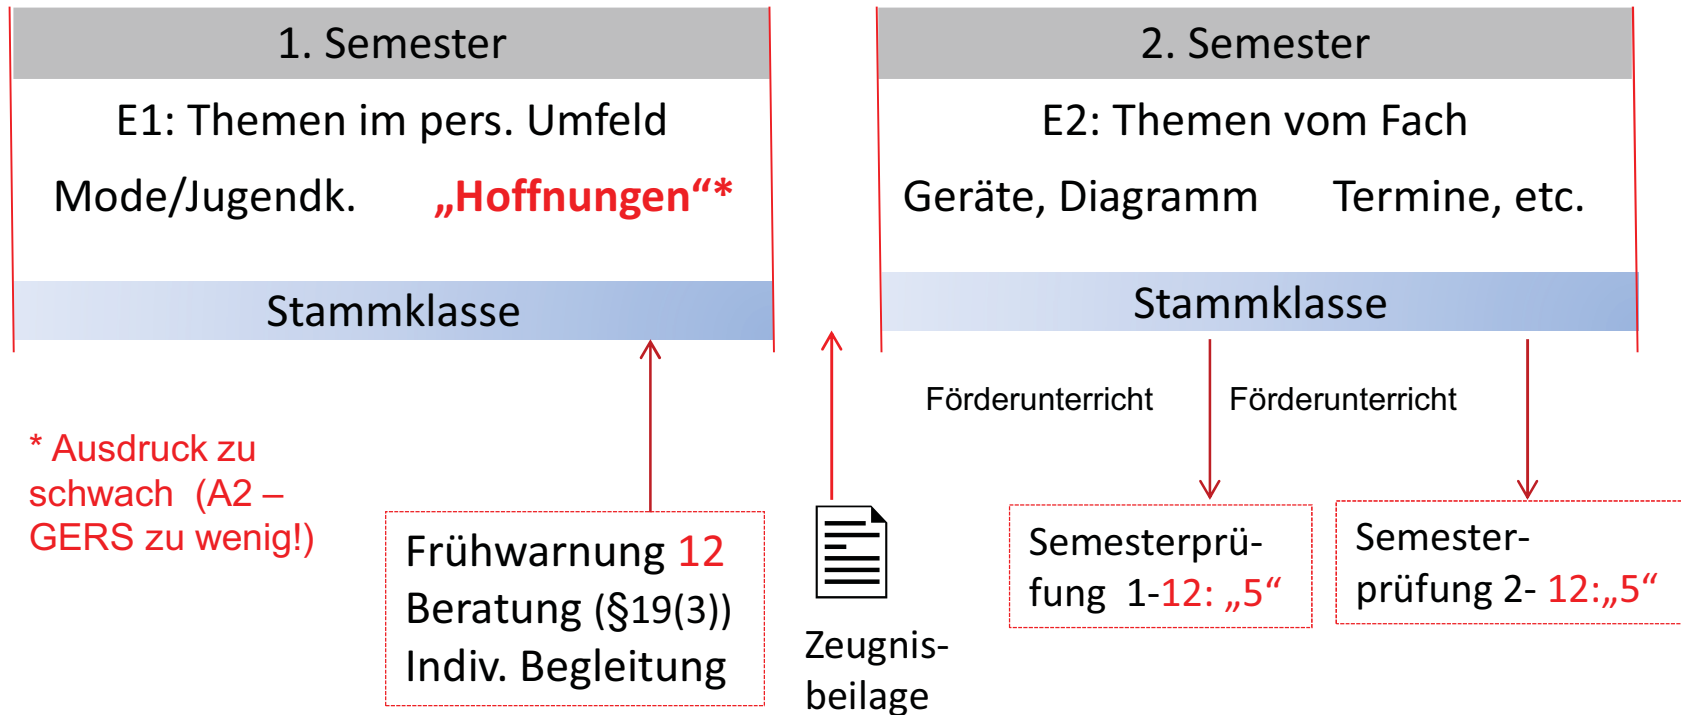 1. Semester
E1: Themen im pers. Umfeld
Mode/Jugendk. „Hoffnungen“*
Stammklasse
2. Semester
E2: Themen vom Fach
Geräte, Diagramm Termine, etc.
Stammklasse
* Ausdruck zu
schwach (A2 –
GERS zu wenig!)
Frühwarnung 12
Beratung (§19(3))
Indiv. Begleitung
Zeugnis-
beilage
Förderunterricht
Förderunterricht
Semesterprü-
fung 1-12: „5“
Semester-
prüfung 2- 12:„5“